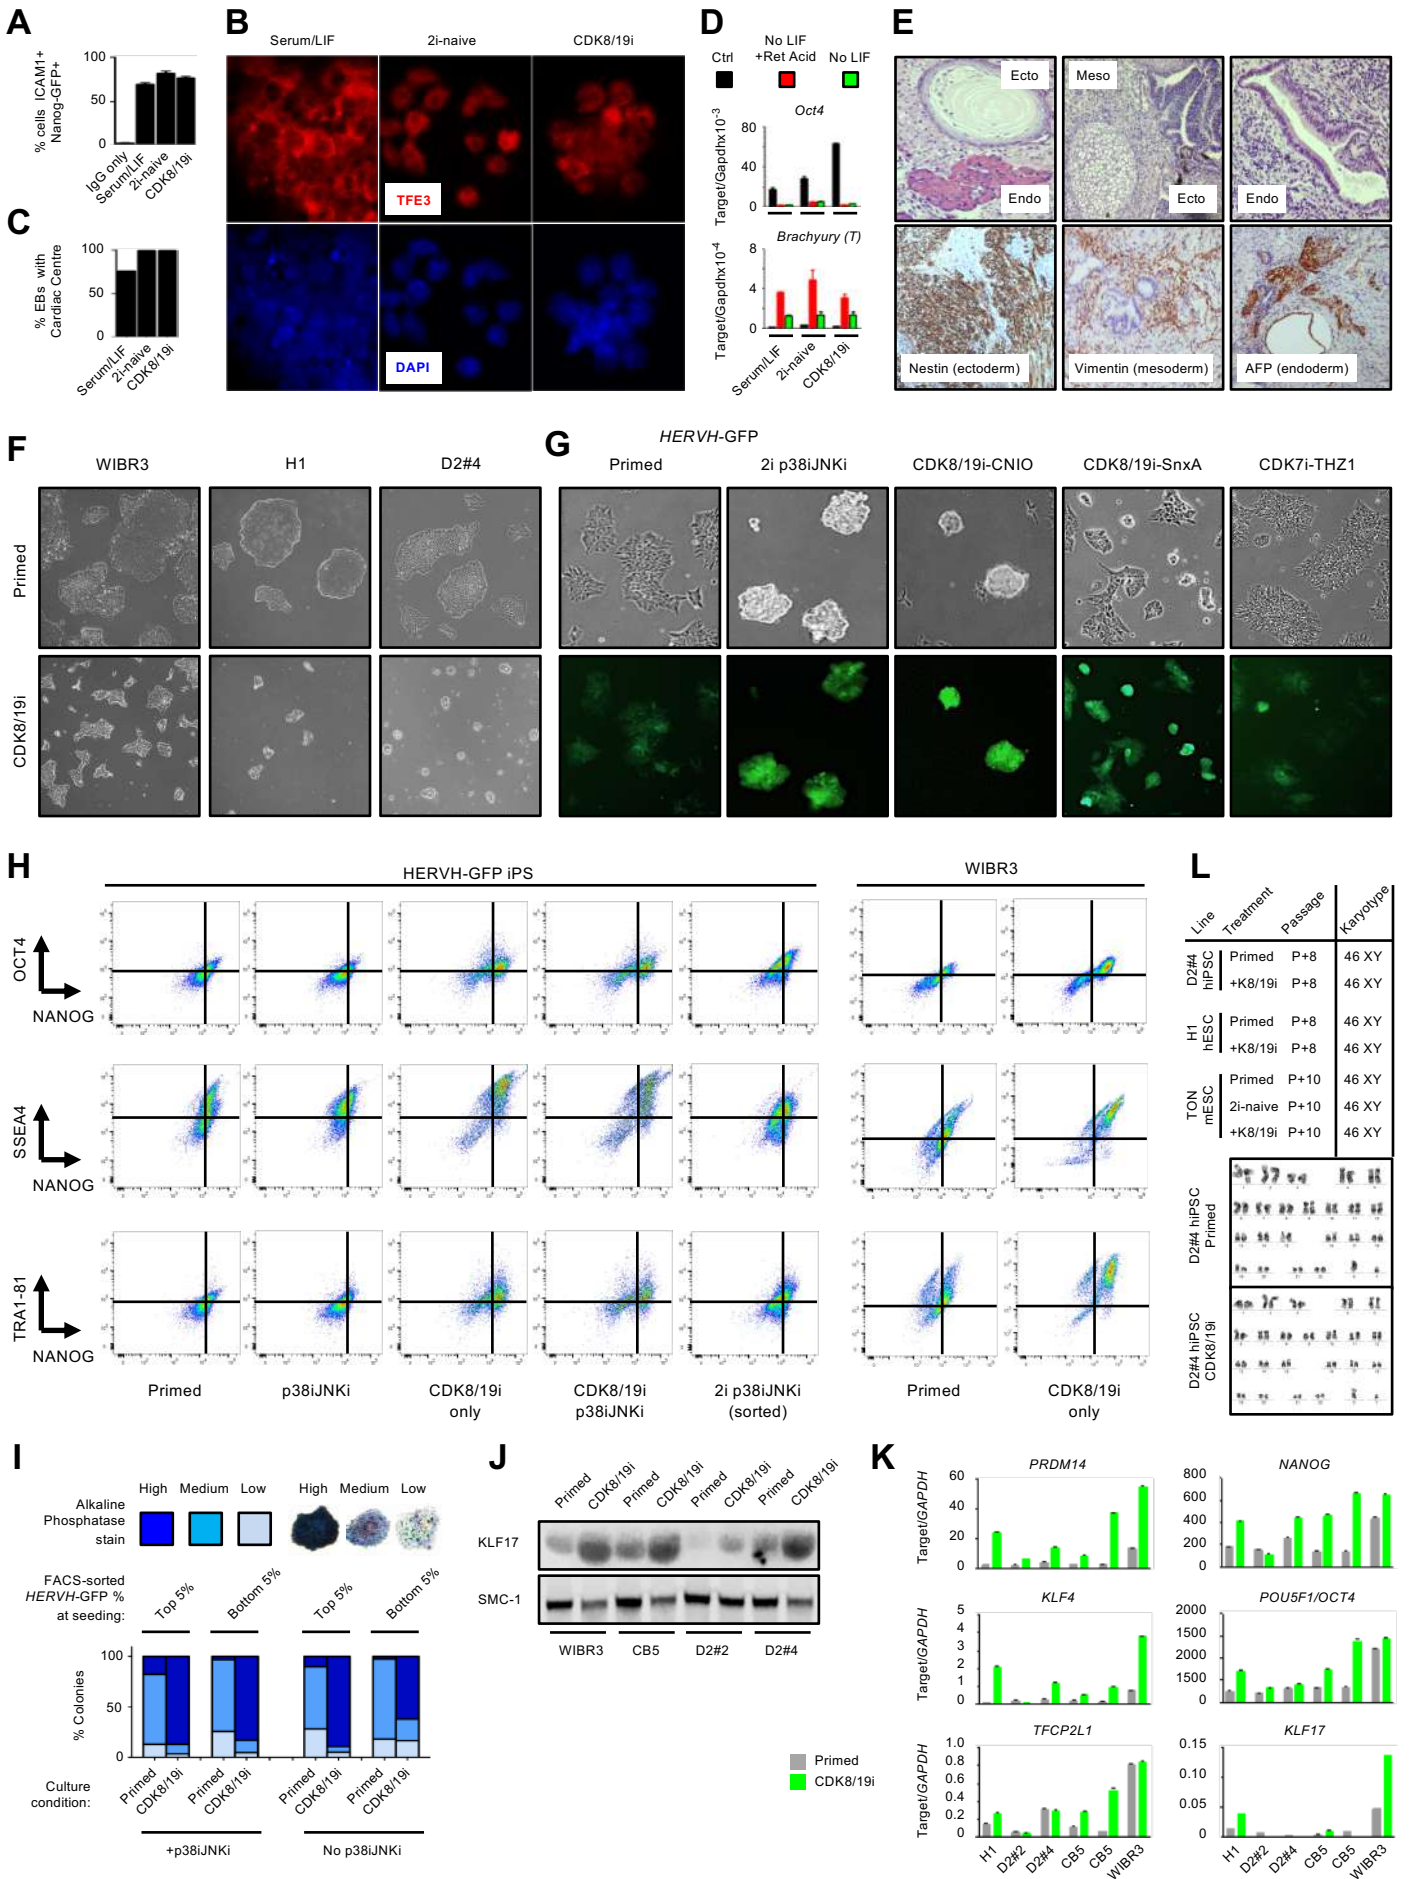 A
% cells ICAM1+
Nanog-GFP+
100
50
0
IgG only
Serum/LIF
2i-naive
CDK8/19i
B
Serum/LIF
2i-naive
CDK8/19i
TFE3
DAPI
C
% EBs with
Cardiac Centre
100
50
0
Serum/LIF
2i-naive
CDK8/19i
D
Ctrl
No LIF
+Ret Acid
No LIF
Oct4
Target/Gapdhx10-3
80
40
0
Brachyury (T)
Target/Gapdhx10-4
8
4
0
Serum/LIF
2i-naive
CDK8/19i
E
Ecto
Endo
Meso
Ecto
Endo
Nestin (ectoderm)
Vimentin (mesoderm)
AFP (endoderm)
F
WIBR3
H1
D2#4
Primed
CDK8/19i
G
HERVH-GFP
Primed
2i p38iJNKi
CDK8/19i-CNIO
CDK8/19i-SnxA
CDK7i-THZ1
H
HERVH-GFP iPS
WIBR3
OCT4
NANOG
SSEA4
NANOG
TRA1-81
NANOG
Primed
p38iJNKi
CDK8/19i
only
CDK8/19i
p38iJNKi
2i p38iJNKi
(sorted)
Primed
CDK8/19i
only
L
Line
Treatment
Passage
Karyotype
D2#4
hiPSC
Primed P+8 46 XY
+K8/19i P+8 46 XY
H1
hESC
Primed P+8 46 XY
+K8/19i P+8 46 XY
TON
mESC
Primed P+10 46 XY
2i-naive P+10 46 XY
+K8/19i P+10 46 XY
D2#4 hiPSC
Primed
D2#4 hiPSC
CDK8/19i
I
High Medium Low
High Medium Low
Alkaline
Phosphatase
stain
FACS-sorted
HERVH-GFP %
at seeding:
Top 5%
Bottom 5%
Top 5%
Bottom 5%
% Colonies
100
50
0
Culture
condition:
Primed
CDK8/19i
Primed
CDK8/19i
Primed
CDK8/19i
Primed
CDK8/19i
+p38iJNKi
No p38iJNKi
J
Primed
CDK8/19i
Primed
CDK8/19i
Primed
CDK8/19i
Primed
CDK8/19i
KLF17
SMC-1
WIBR3
CB5
D2#2
D2#4
K
PRDM14
Target/GAPDH
60
40
20
0
NANOG
800
600
400
200
0
KLF4
Target/GAPDH
5
4
3
2
1
0
POU5F1/OCT4
2000
1500
1000
1500
0
TFCP2L1
Target/GAPDH
1.0
0.8
0.6
0.4
0.2
0
KLF17
0.15
0.10
0.05
0
Primed
CDK8/19i
H1
D2#2
D2#4
CB5
CB5
WIBR3
H1
D2#2
D2#4
CB5
CB5
WIBR3